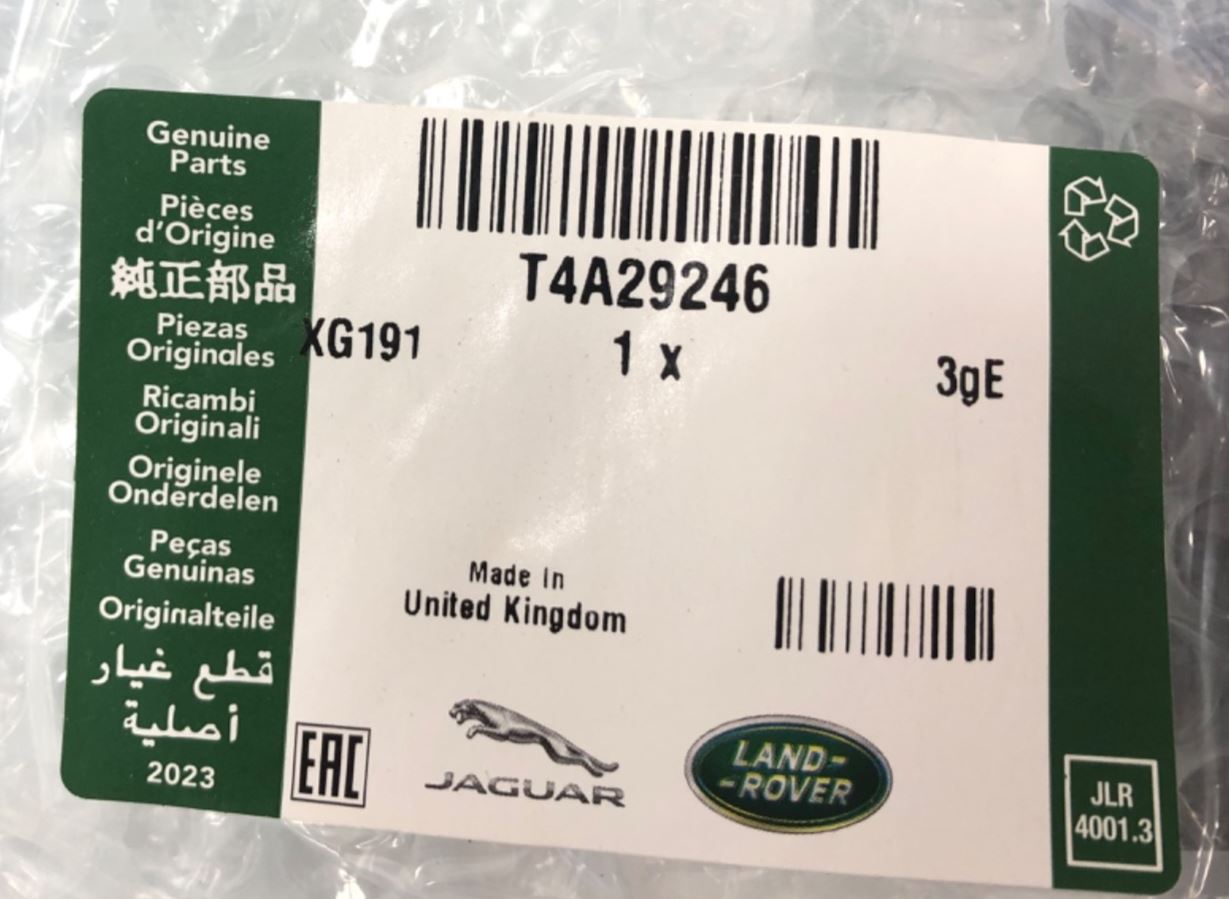 Genuine
Parts
Pièces
d'Origine
純正部品
Piezas
Originales
Ricambi
Originali
Originele
Onderdelen
Peças
Genuinas
Originalteile
قطع غيار
أصلية
2023
T4A29246
XG191
1 x
3gE
Made in
United Kingdom
EAC
JAGUAR
LAND-
-ROVER
JLR
4001.3